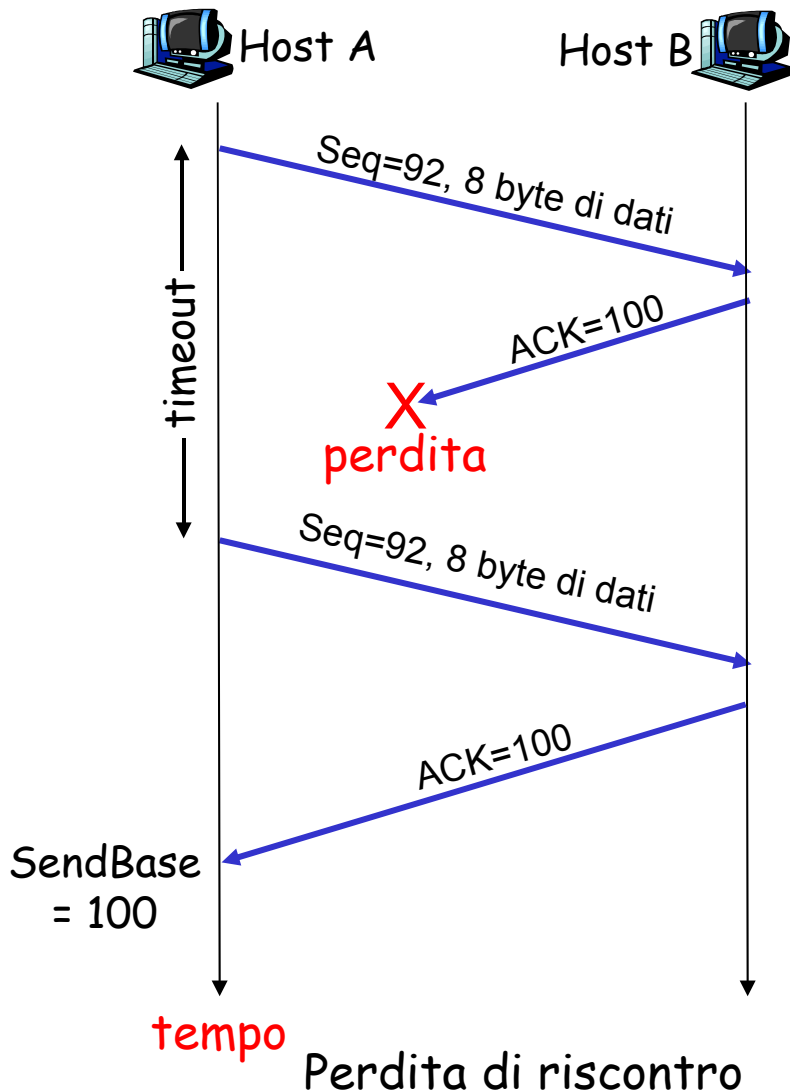 Host A
Host B
Seq=92, 8 byte di dati
timeout
ACK=100
X
perdita
Seq=92, 8 byte di dati
ACK=100
SendBase
= 100
tempo
Perdita di riscontro